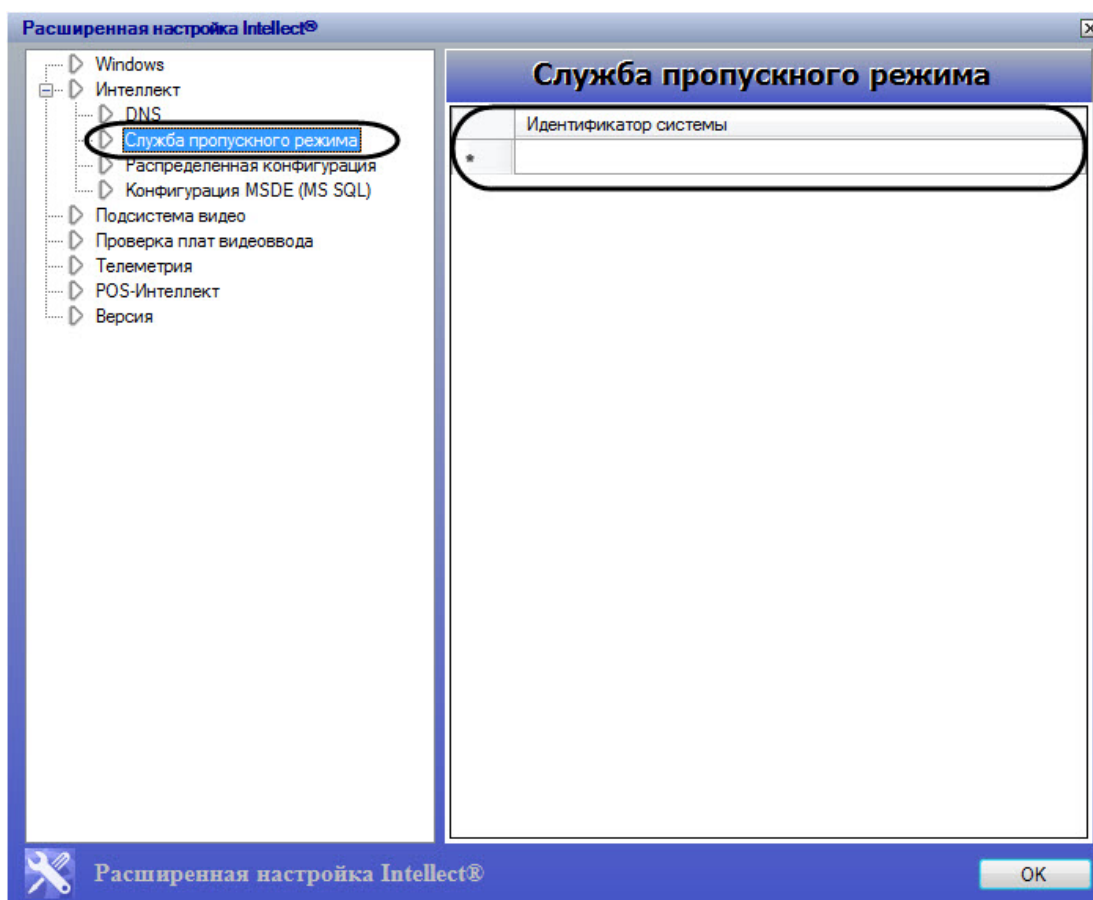 Расширенная настройка Intellect®
Windows
Интеллект
DNS
Служба пропускного режима
Распределенная конфигурация
Конфигурация MSDE (MS SQL)
Подсистема видео
Проверка плат видеоввода
Телеметрия
POS-Интеллект
Версия
Служба пропускного режима
Идентификатор системы
*
Расширенная настройка Intellect®
OK